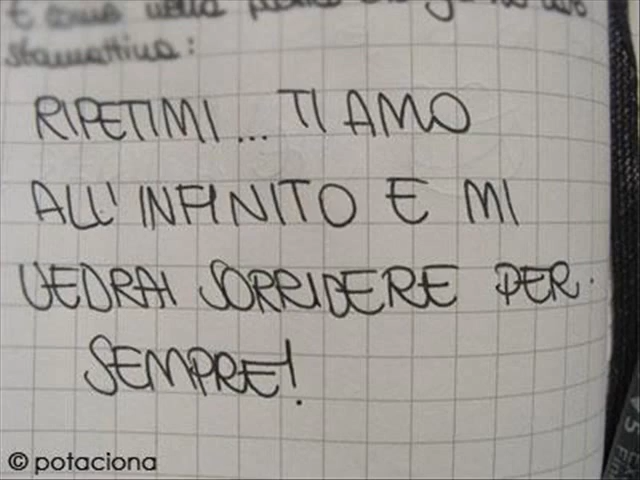 stamattina:
RIPETIMI... TI AMO
ALL'INFINITO E MI
VEDRAI SORRIDERE PER
SEMPRE!
© potaciona